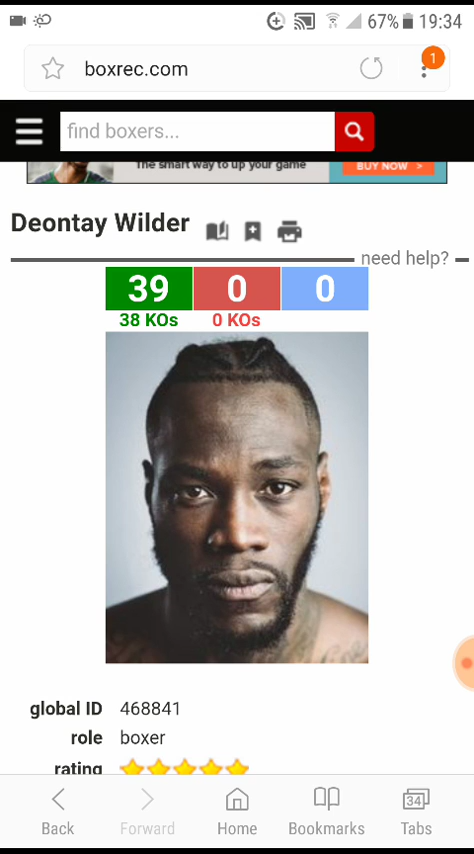 67% 19:34
boxrec.com
1
find boxers...
The smart way to up your game
BUY NOW >
Deontay Wilder
need help?
39 0 0
38 KOs 0 KOs
global ID 468841
role boxer
rating
34
Back Forward Home Bookmarks Tabs